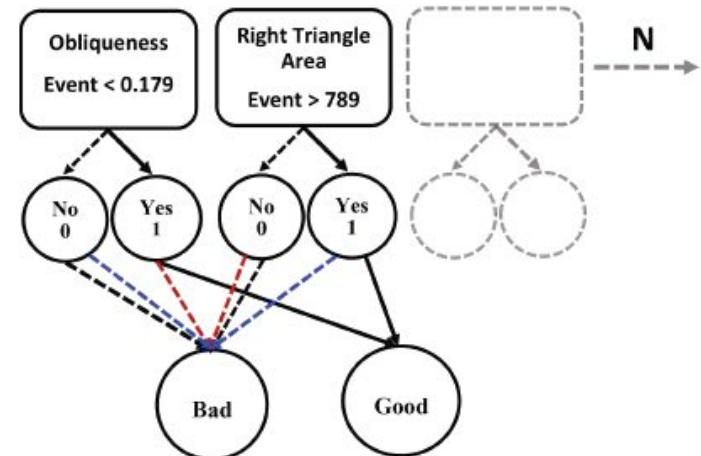 Obliqueness
Event < 0.179
Right Triangle
Area
Event > 789
N
No
0
Yes
1
No
0
Yes
1
Bad
Good